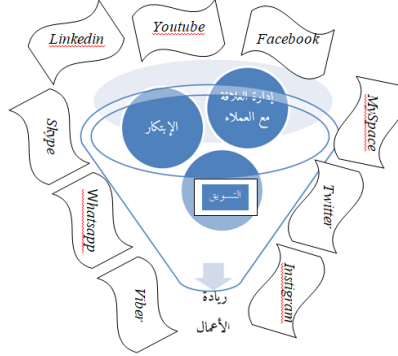 Linkedin
Youtube
Facebook
MySpace
Skype
إدارة العلاقة
مع العملاء
الإبتكار
Twitter
Whatsapp
التسويق
Instigram
Viber
ريادة
الأعمال